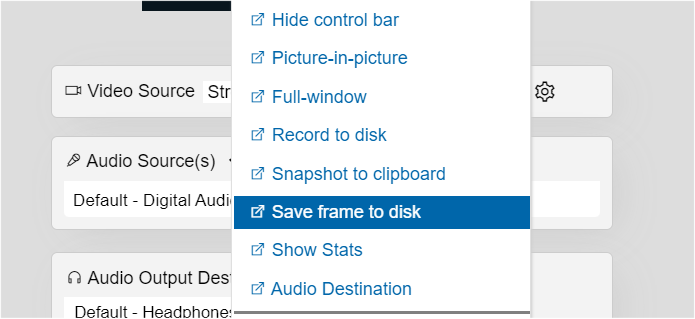 Hide control bar
Picture-in-picture
Video Source Str
Full-window
Record to disk
Audio Source(s)
Snapshot to clipboard
Default - Digital Audi
Save frame to disk
Show Stats
Audio Output Dest
Audio Destination
Default - Headphones